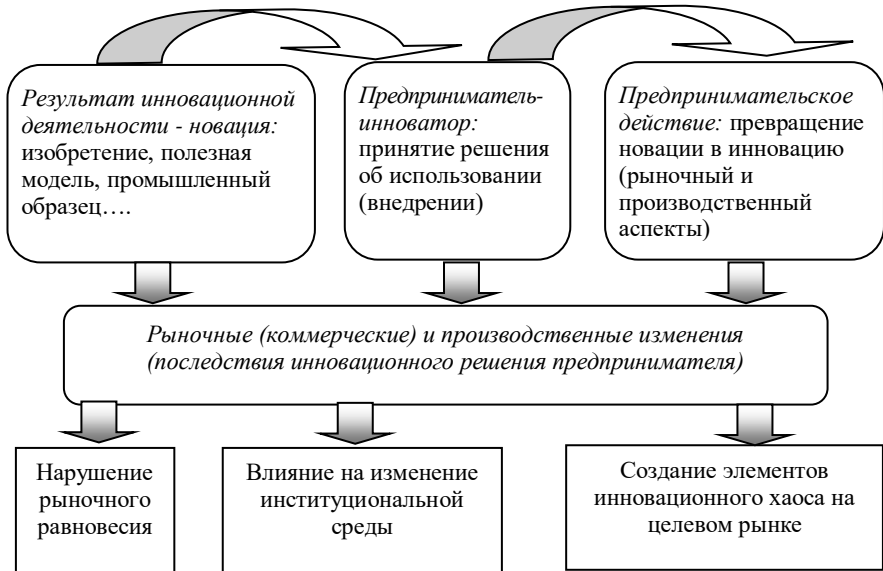 Результат инновационной
деятельности - новация:
изобретение, полезная
модель, промышленный
образец….
Предприниматель-
инноватор:
принятие решения
об использовании
(внедрении)
Предпринимательское
действие: превращение
новации в инновацию
(рыночный и
производственный
аспекты)
Рыночные (коммерческие) и производственные изменения
(последствия инновационного решения предпринимателя)
Нарушение
рыночного
равновесия
Влияние на изменение
институциональной
среды
Создание элементов
инновационного хаоса на
целевом рынке